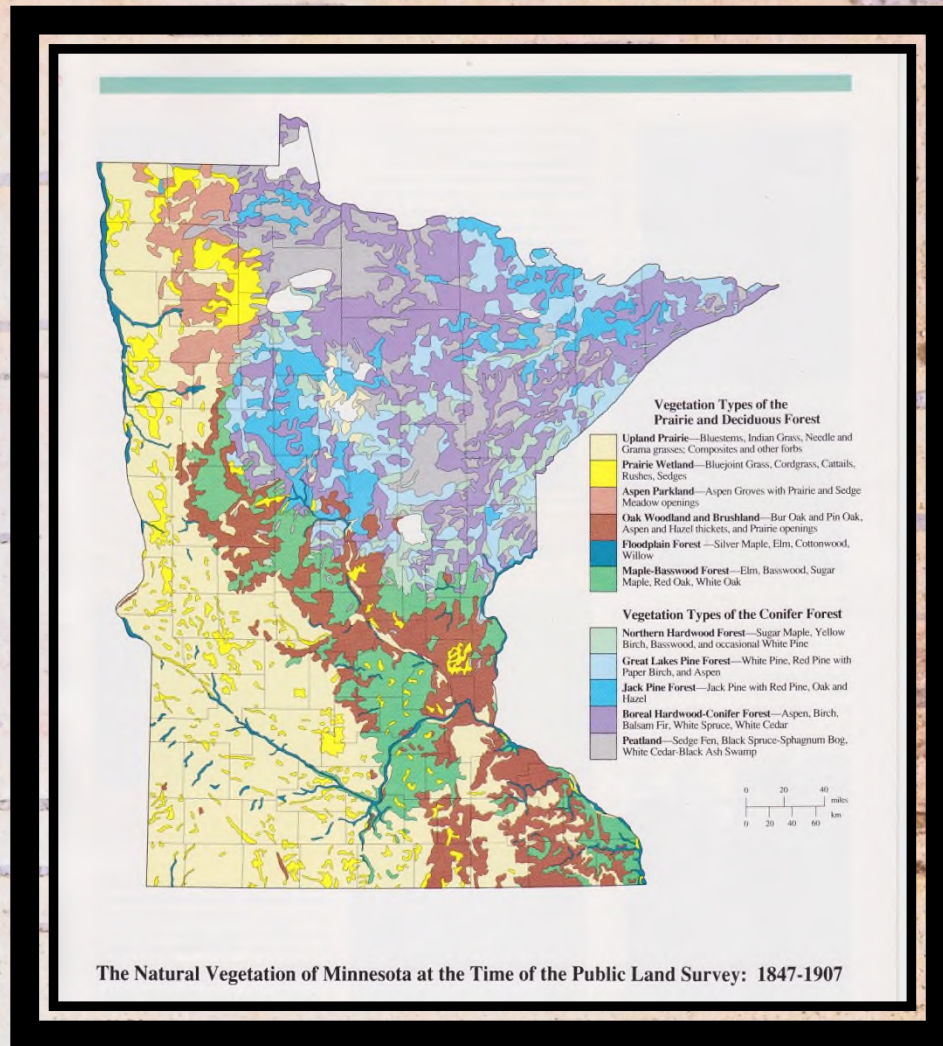 Vegetation Types of the
Prairie and Deciduous Forest
Upland Prairie—Bluestems, Indian Grass, Needle and
Grama grasses; Composites and other forbs
Prairie Wetland—Bluejoint Grass, Cordgrass, Cattails,
Rushes, Sedges
Aspen Parkland—Aspen Groves with Prairie and Sedge
Meadow openings
Oak Woodland and Brushland—Bur Oak and Pin Oak,
Aspen and Hazel thickets, and Prairie openings
Floodplain Forest—Silver Maple, Elm, Cottonwood,
Willow
Maple-Basswood Forest—Elm, Basswood, Sugar
Maple, Red Oak, White Oak
Vegetation Types of the Conifer Forest
Northern Hardwood Forest—Sugar Maple, Yellow
Birch, Basswood, and occasional White Pine
Great Lakes Pine Forest—White Pine, Red Pine with
Paper Birch, and Aspen
Jack Pine Forest—Jack Pine with Red Pine, Oak and
Hazel
Boreal Hardwood-Conifer Forest—Aspen, Birch,
Balsam Fir, White Spruce, White Cedar
Peatland—Sedge Fen, Black Spruce-Sphagnum Bog,
White Cedar-Black Ash Swamp
0 20 40
miles
km
0 20 40 60
The Natural Vegetation of Minnesota at the Time of the Public Land Survey: 1847-1907